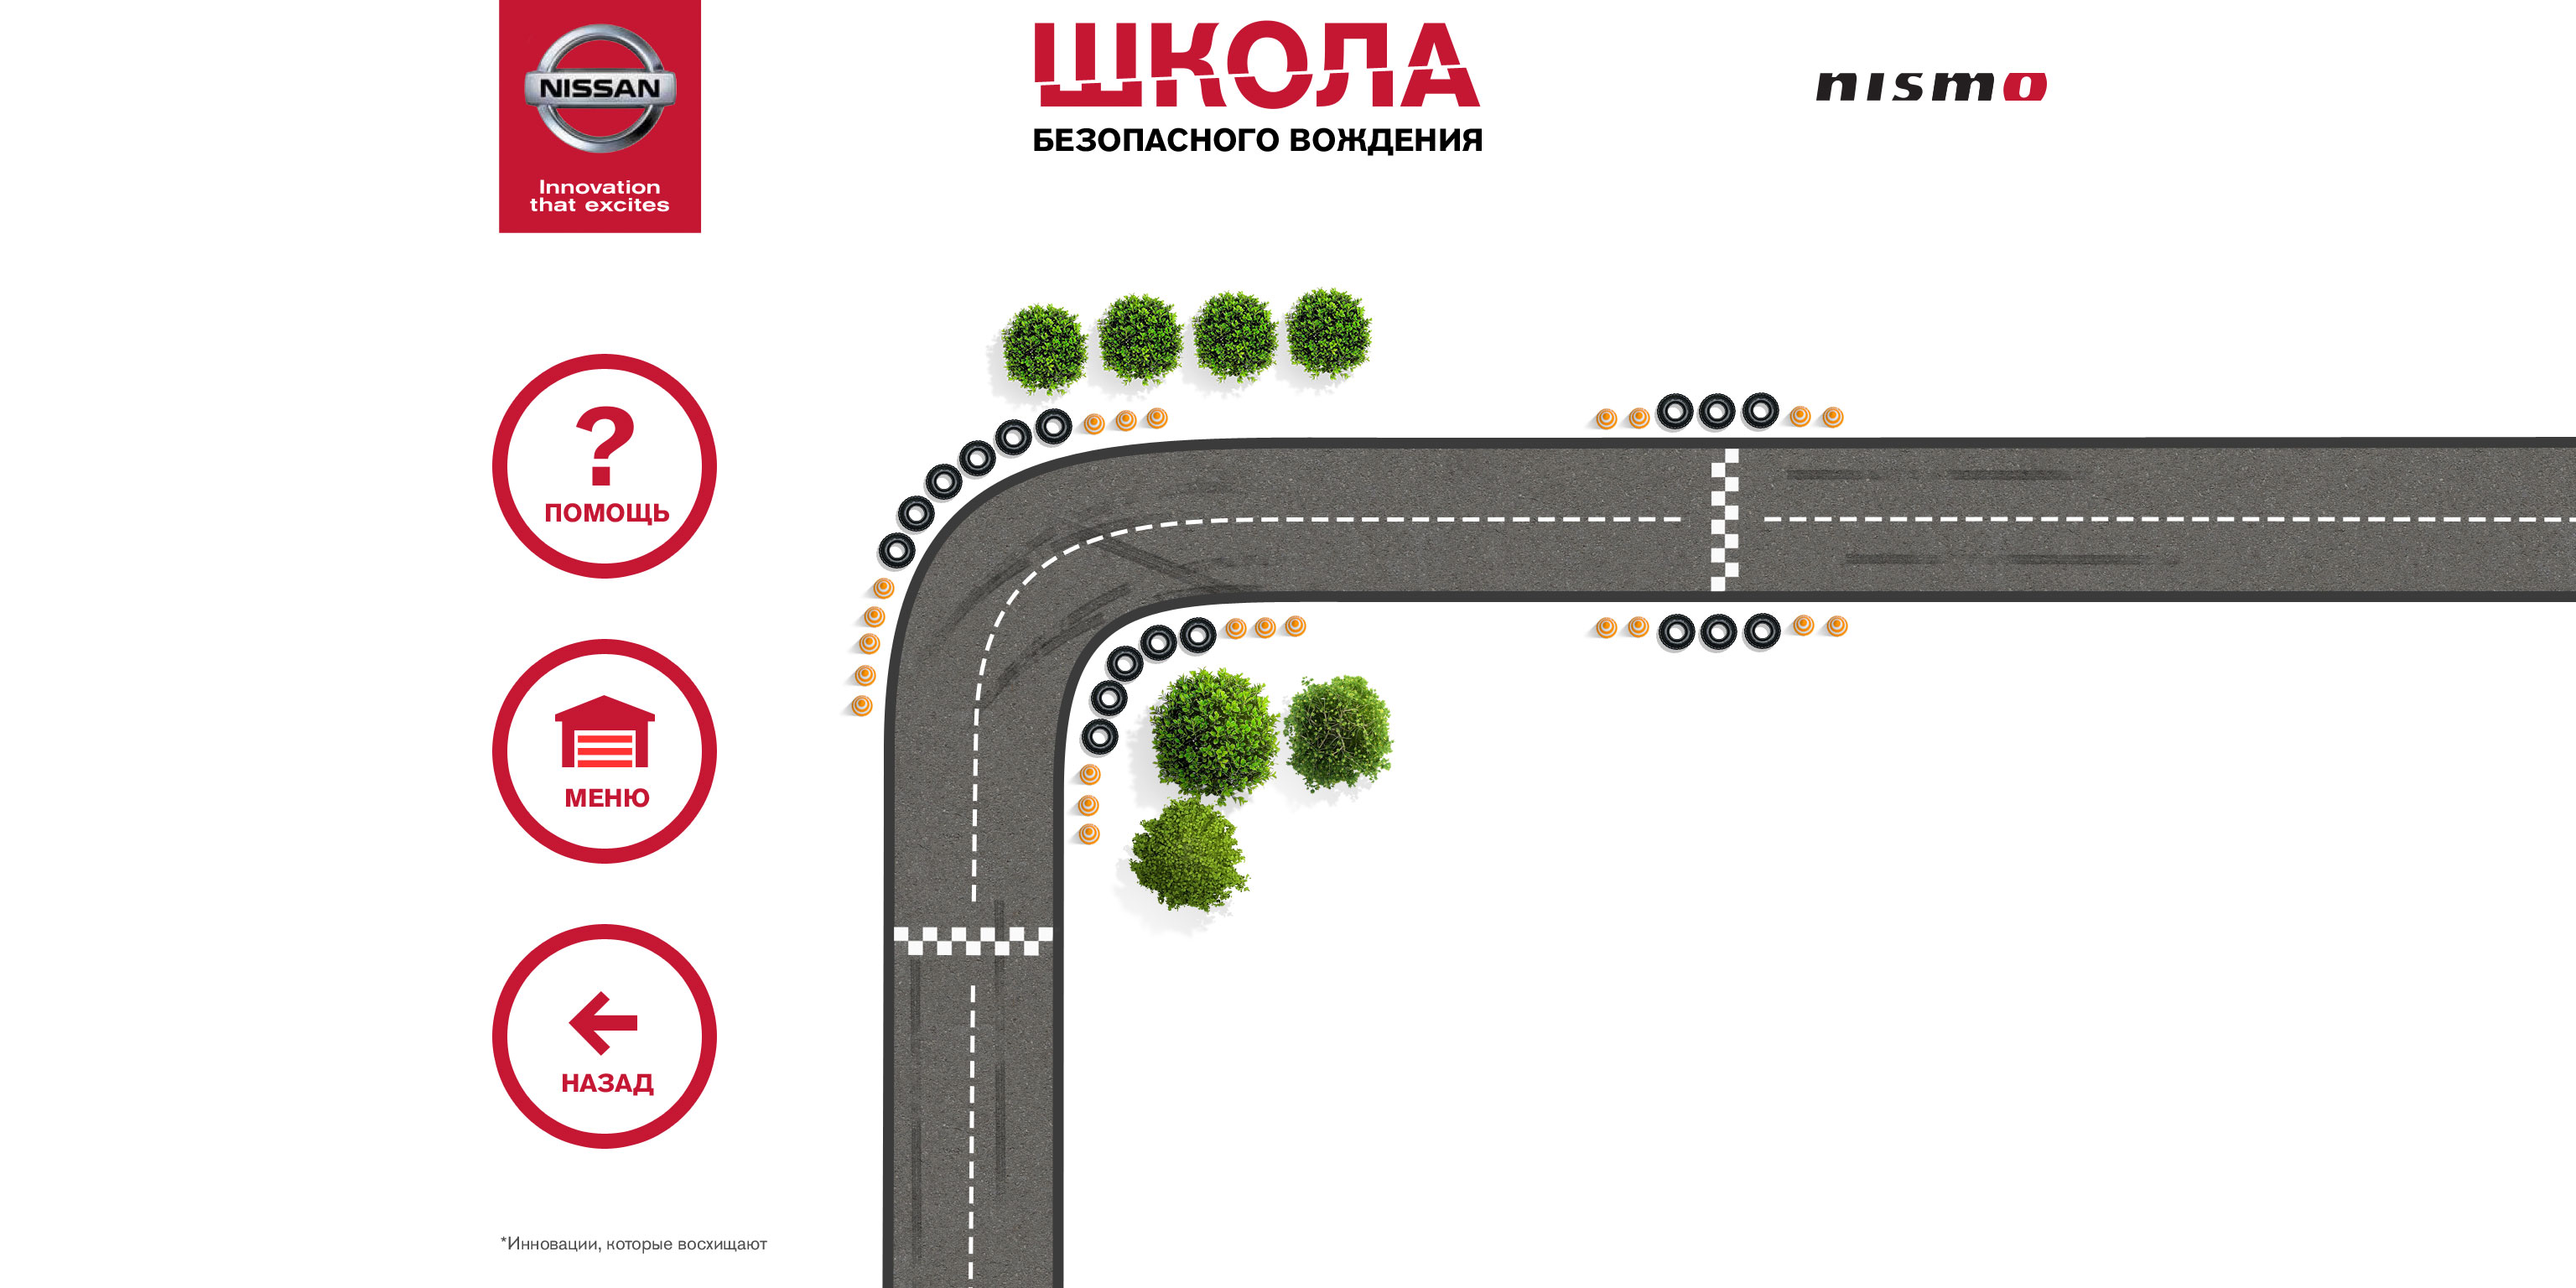 NISSAN
Innovation
that excites
ШКОЛА
БЕЗОПАСНОГО ВОЖДЕНИЯ
nismo
?
ПОМОЩЬ
МЕНЮ
НАЗАД
*Инновации, которые восхищают